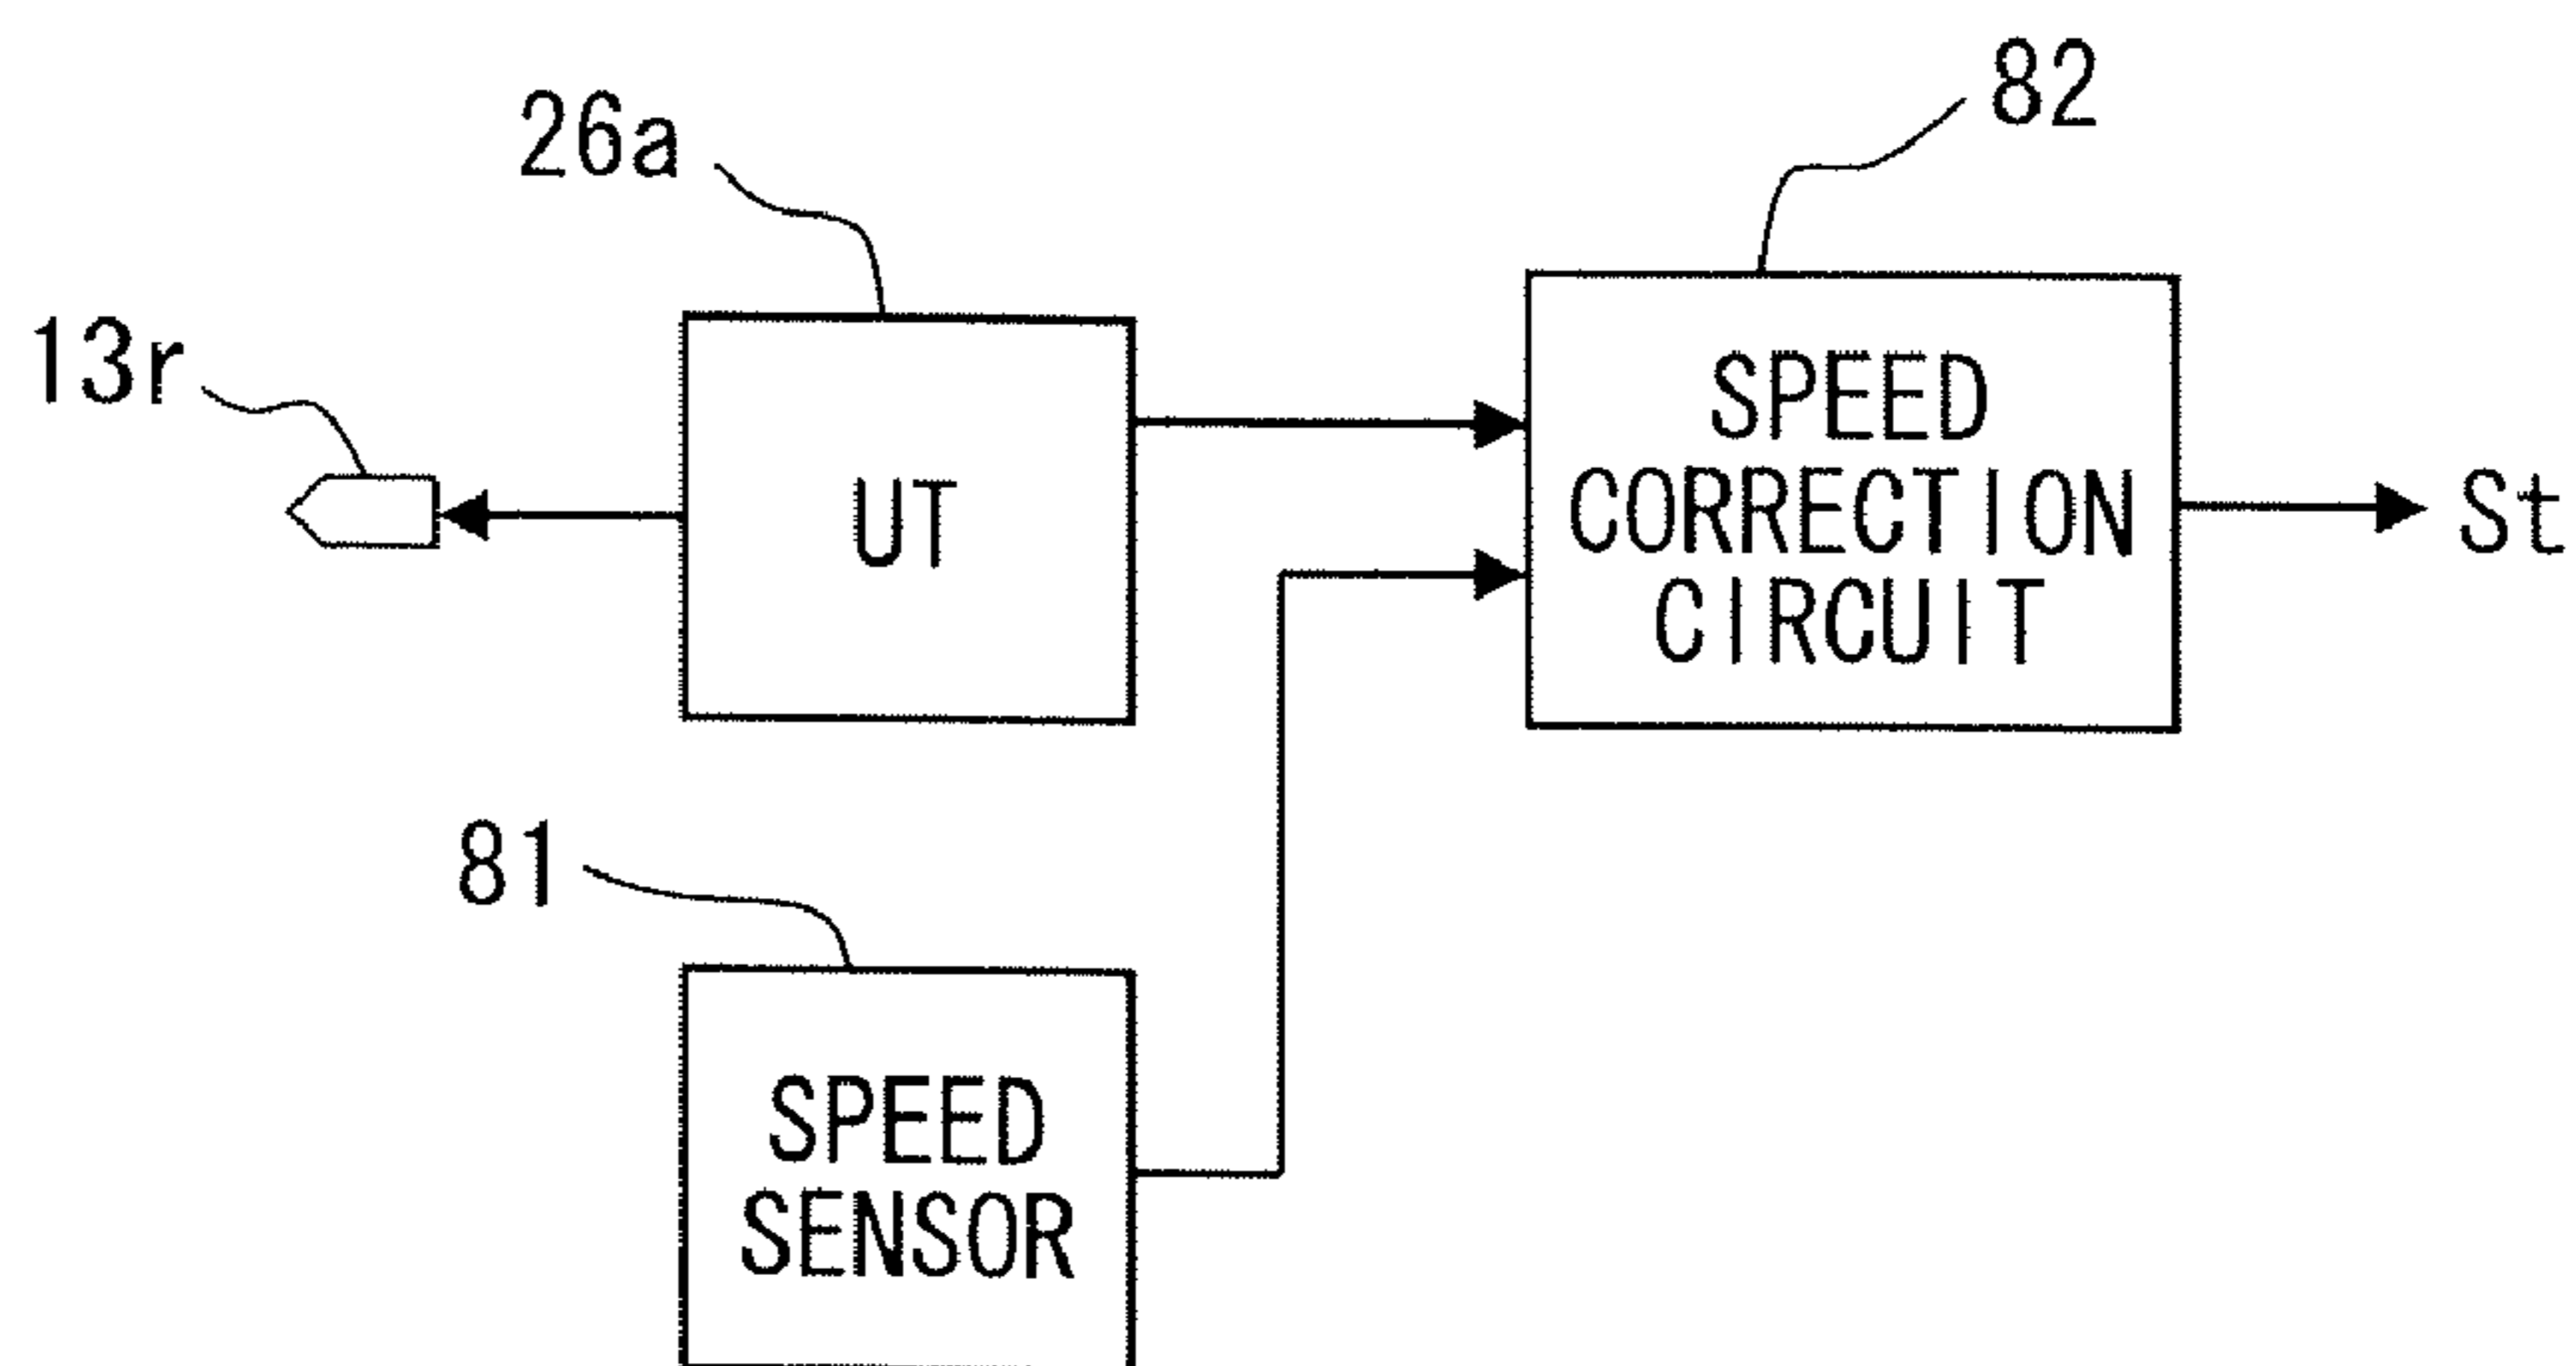 82
26a
13r
SPEED
CORRECTION
CIRCUIT
UT
St
81
SPEED
SENSOR